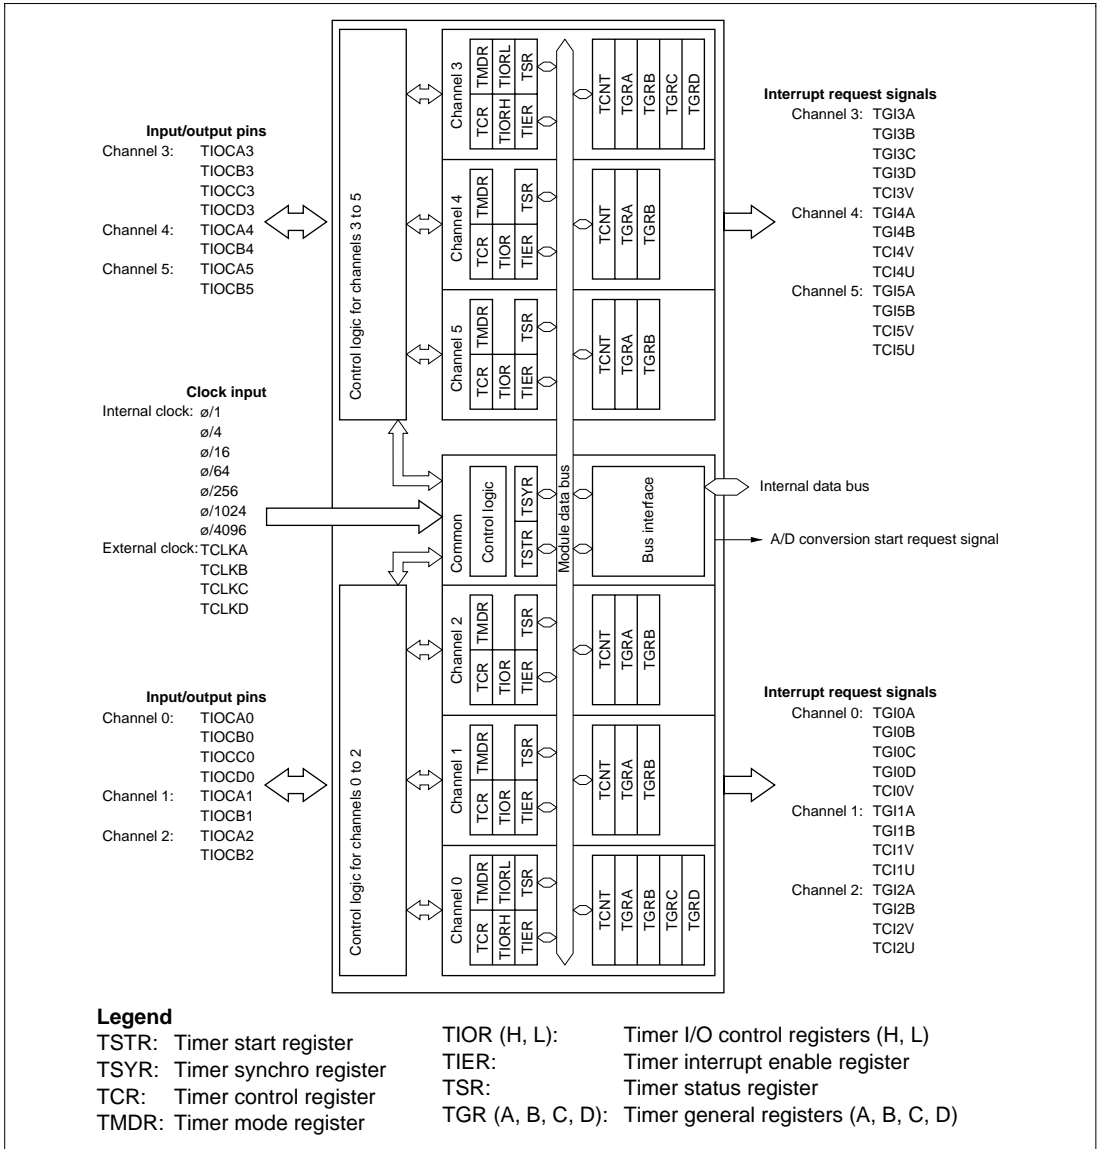 Input/output pins
Channel 3: TIOCA3
TIOCB3
TIOCC3
TIOCD3
Channel 4: TIOCA4
TIOCB4
Channel 5: TIOCA5
TIOCB5
Clock input
Internal clock: ø/1
ø/4
ø/16
ø/64
ø/256
ø/1024
ø/4096
External clock: TCLKA
TCLKB
TCLKC
TCLKD
Input/output pins
Channel 0: TIOCA0
TIOCB0
TIOCC0
TIOCD0
Channel 1: TIOCA1
TIOCB1
Channel 2: TIOCA2
TIOCB2
Control logic for channels 3 to 5
Control logic for channels 0 to 2
Channel 3
TCR TMDR
TIORH TIORL
TIER TSR
TCNT
TGRA
TGRB
TGRC
TGRD
Channel 4
TCR TMDR
TIOR
TIER TSR
TCNT
TGRA
TGRB
Channel 5
TCR TMDR
TIOR
TIER TSR
TCNT
TGRA
TGRB
Common
Control logic
TSTR TSYR
Module data bus
Bus interface
Channel 2
TCR TMDR
TIOR
TIER TSR
TCNT
TGRA
TGRB
Channel 1
TCR TMDR
TIOR
TIER TSR
TCNT
TGRA
TGRB
Channel 0
TCR TMDR
TIORH TIORL
TIER TSR
TCNT
TGRA
TGRB
TGRC
TGRD
Interrupt request signals
Channel 3: TGI3A
TGI3B
TGI3C
TGI3D
TCI3V
Channel 4: TGI4A
TGI4B
TCI4V
TCI4U
Channel 5: TGI5A
TGI5B
TCI5V
TCI5U
Internal data bus
A/D conversion start request signal
Interrupt request signals
Channel 0: TGI0A
TGI0B
TGI0C
TGI0D
TCI0V
Channel 1: TGI1A
TGI1B
TCI1V
TCI1U
Channel 2: TGI2A
TGI2B
TCI2V
TCI2U
Legend
TSTR: Timer start register
TSYR: Timer synchro register
TCR: Timer control register
TMDR: Timer mode register
TIOR (H, L): Timer I/O control registers (H, L)
TIER: Timer interrupt enable register
TSR: Timer status register
TGR (A, B, C, D): Timer general registers (A, B, C, D)